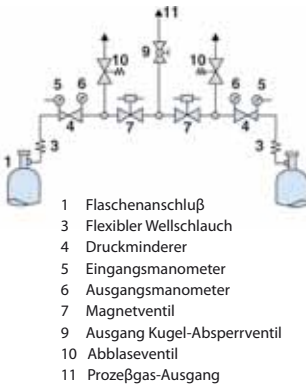 11
10
9
10
5
6
6
5
4
7
7
4
3
3
1
1 Flaschenanschluβ
3 Flexibler Wellschlauch
4 Druckminderer
5 Eingangsmanometer
6 Ausgangsmanometer
7 Magnetventil
9 Ausgang Kugel-Absperrventil
10 Abblaseventil
11 Prozeβgas-Ausgang